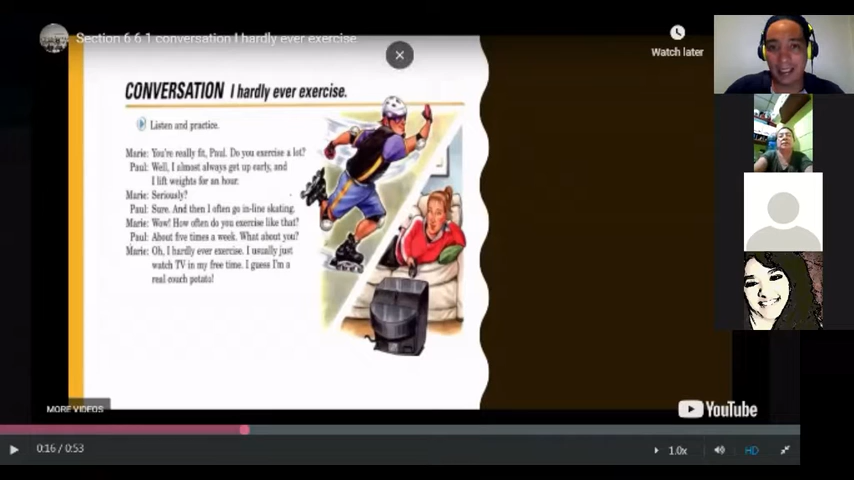 Section 6 6 1 conversation I hardly ever exercise
Watch later
CONVERSATION I hardly ever exercise.
Listen and practice.
Marie: You're really fit, Paul. Do you exercise a lot?
Paul: Well, I almost always get up early, and
I lift weights for an hour.
Marie: Seriously?
Paul: Sure. And then I often go in-line skating.
Marie: Wow! How often do you exercise like that?
Paul: About five times a week. What about you?
Marie: Oh, I hardly ever exercise. I usually just
watch TV in my free time. I guess I'm a
real couch potato!
MORE VIDEOS
YouTube
0:16 / 0:53
1.0x
HD